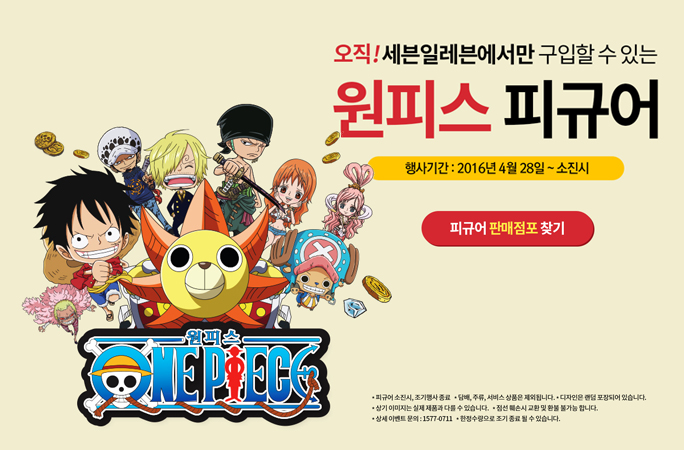 오직! 세븐일레븐에서만 구입할 수 있는
원피스 피규어
행사기간 : 2016년 4월 28일 ~ 소진시
피규어 판매점포 찾기
원피스
ONE PIECE
• 피규어 소진시, 조기행사 종료 • 담배, 주류, 서비스 상품은 제외됩니다. • 디자인은 랜덤 포장되어 있습니다.
• 상기 이미지는 실제 제품과 다를 수 있습니다. • 점선 훼손시 교환 및 환불 불가능 합니다.
• 상세 이벤트 문의 : 1577-0711 • 한정수량으로 조기 종료 될 수 있습니다.